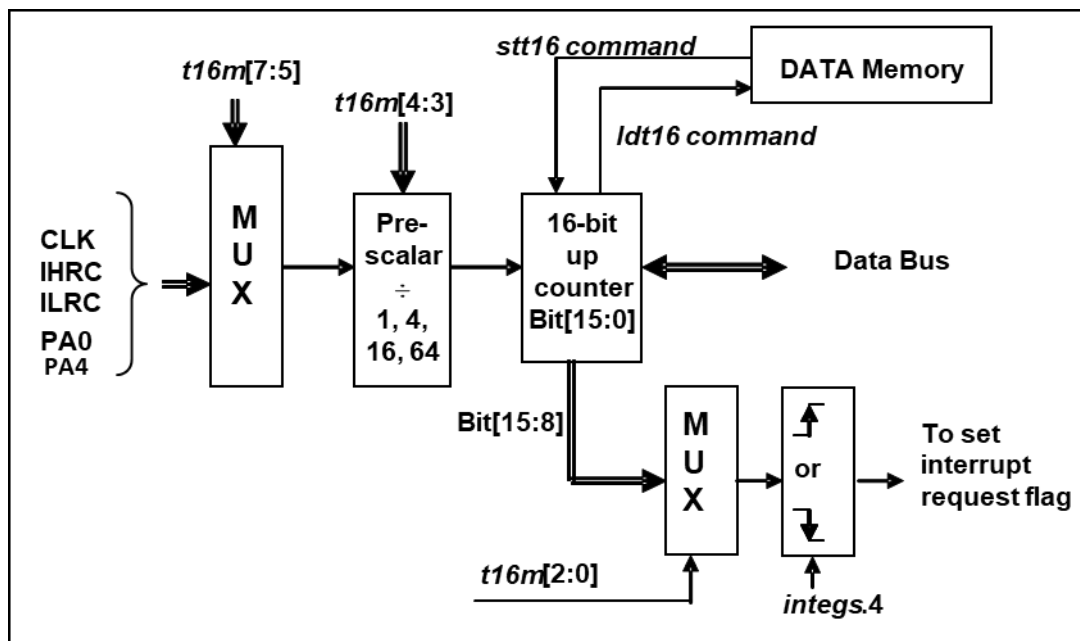 stt16 command
DATA Memory
t16m[7:5]
t16m[4:3]
ldt16 command
CLK
IHRC
ILRC
PA0
PA4
M
U
X
Pre-
scalar
÷
1, 4,
16, 64
16-bit
up
counter
Bit[15:0]
Data Bus
Bit[15:8]
M
U
X
or
To set
interrupt
request flag
t16m[2:0]
integs.4